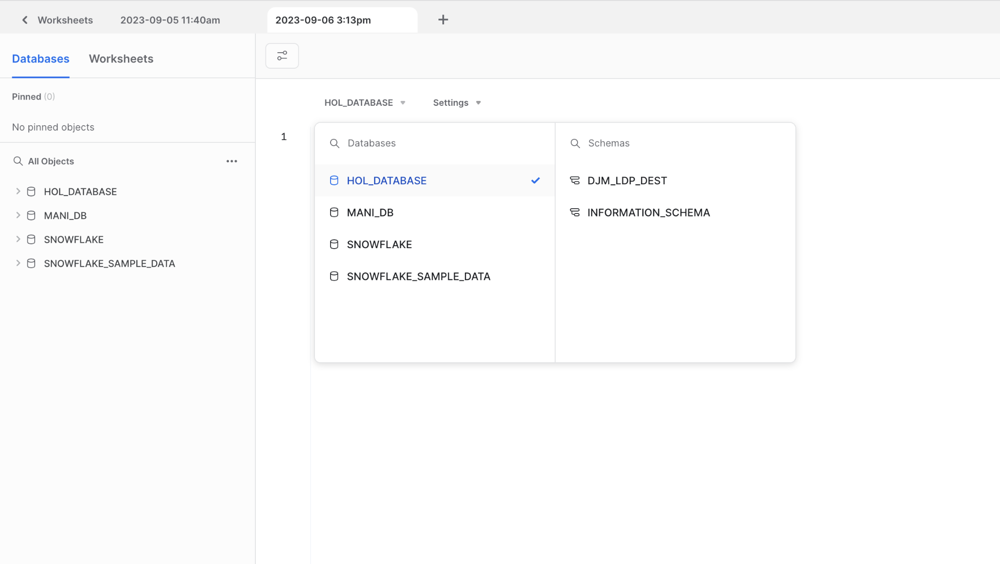 Worksheets
2023-09-05 11:40am
2023-09-06 3:13pm
Databases
Worksheets
Pinned (0)
No pinned objects
All Objects
HOL_DATABASE
MANI_DB
SNOWFLAKE
SNOWFLAKE_SAMPLE_DATA
HOL_DATABASE
Settings
1
Databases
HOL_DATABASE
MANI_DB
SNOWFLAKE
SNOWFLAKE_SAMPLE_DATA
Schemas
DJM_LDP_DEST
INFORMATION_SCHEMA